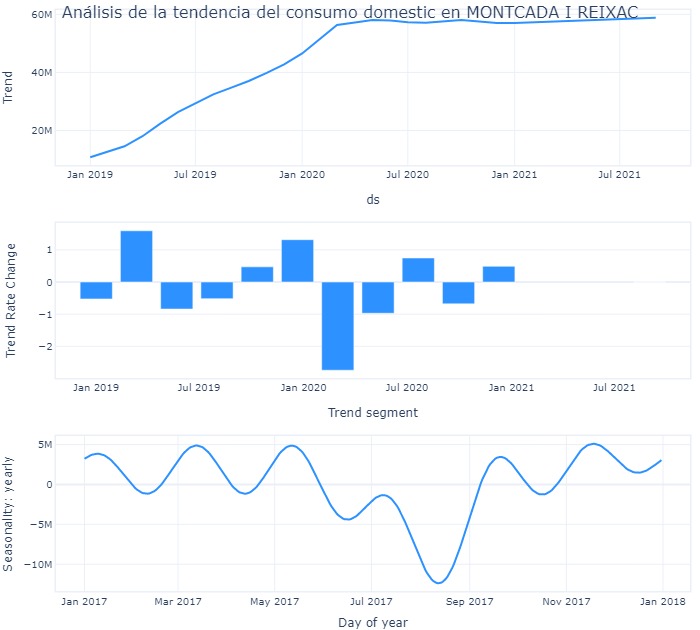 Análisis de la tendencia del consumo domestic en MONTCADA I REIXAC
60M
40M
20M
Trend
Jan 2019 Jul 2019 Jan 2020 Jul 2020 Jan 2021 Jul 2021
ds
1
0
−1
−2
Trend Rate Change
Jan 2019 Jul 2019 Jan 2020 Jul 2020 Jan 2021 Jul 2021
Trend segment
5M
0
−5M
−10M
Seasonality: yearly
Jan 2017 Mar 2017 May 2017 Jul 2017 Sep 2017 Nov 2017 Jan 2018
Day of year